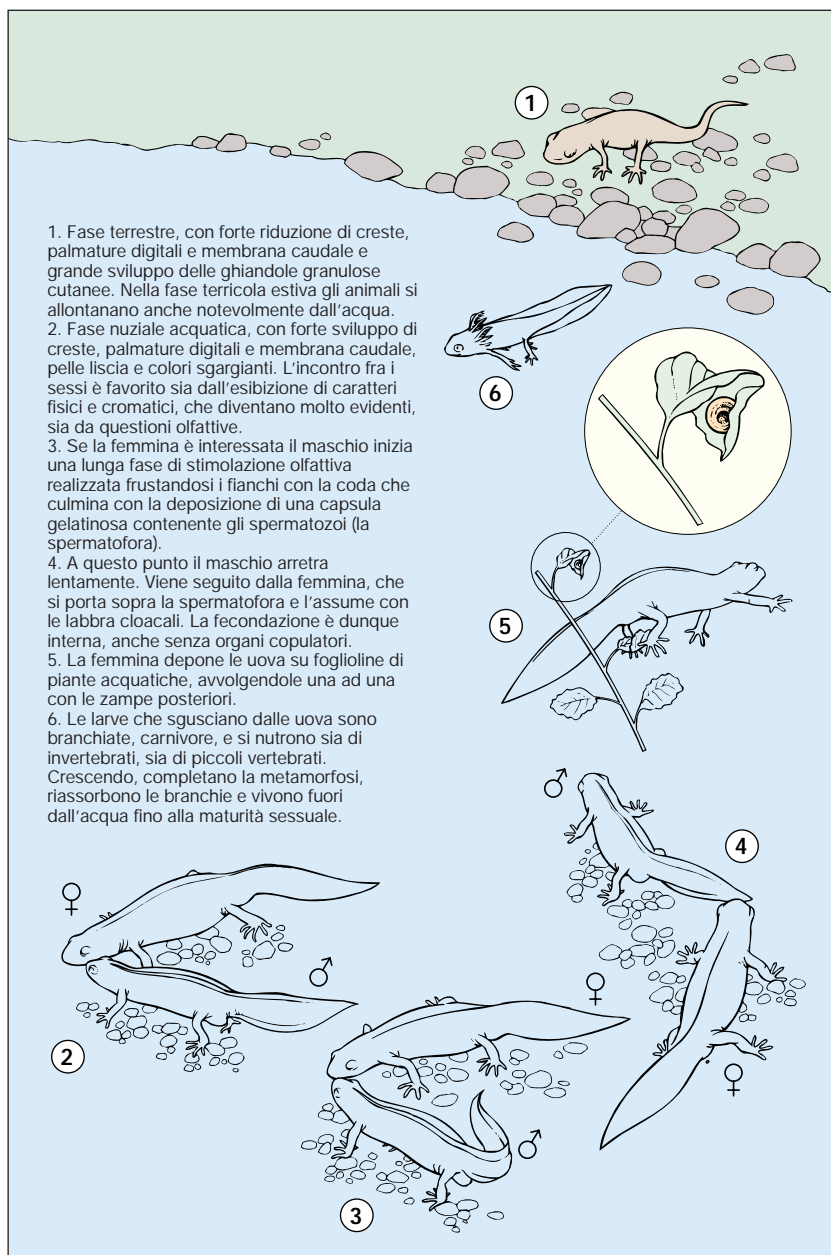 1
1. Fase terrestre, con forte riduzione di creste,
palmature digitali e membrana caudale e
grande sviluppo delle ghiandole granulose
cutanee. Nella fase terricola estiva gli animali si
allontanano anche notevolmente dall'acqua.
2. Fase nuziale acquatica, con forte sviluppo di
creste, palmature digitali e membrana caudale,
pelle liscia e colori sgargianti. L'incontro fra i
sessi è favorito sia dall'esibizione di caratteri
fisici e cromatici, che diventano molto evidenti,
sia da questioni olfattive.
3. Se la femmina è interessata il maschio inizia
una lunga fase di stimolazione olfattiva
realizzata frustandosi i fianchi con la coda che
culmina con la deposizione di una capsula
gelatinosa contenente gli spermatozoi (la
spermatofora).
4. A questo punto il maschio arretra
lentamente. Viene seguito dalla femmina, che
si porta sopra la spermatofora e l'assume con
le labbra cloacali. La fecondazione è dunque
interna, anche senza organi copulatori.
5. La femmina depone le uova su foglioline di
piante acquatiche, avvolgendole una ad una
con le zampe posteriori.
6. Le larve che sgusciano dalle uova sono
branchiate, carnivore, e si nutrono sia di
invertebrati, sia di piccoli vertebrati.
Crescendo, completano la metamorfosi,
riassorbono le branchie e vivono fuori
dall'acqua fino alla maturità sessuale.
6
5
♂
4
♀
♂
♀
2
♂
♀
3